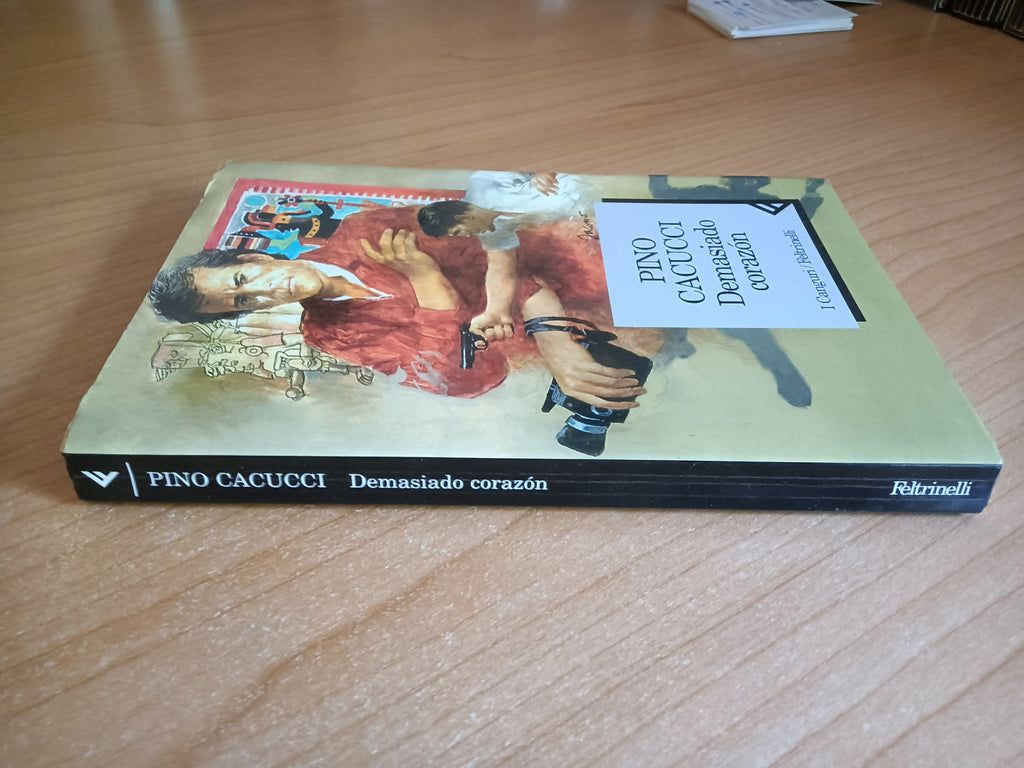 PINO
CACUCCI
Demasiado
corazón
I Canguri/Feltrinelli
PINO CACUCCI Demasiado corazón Feltrinelli